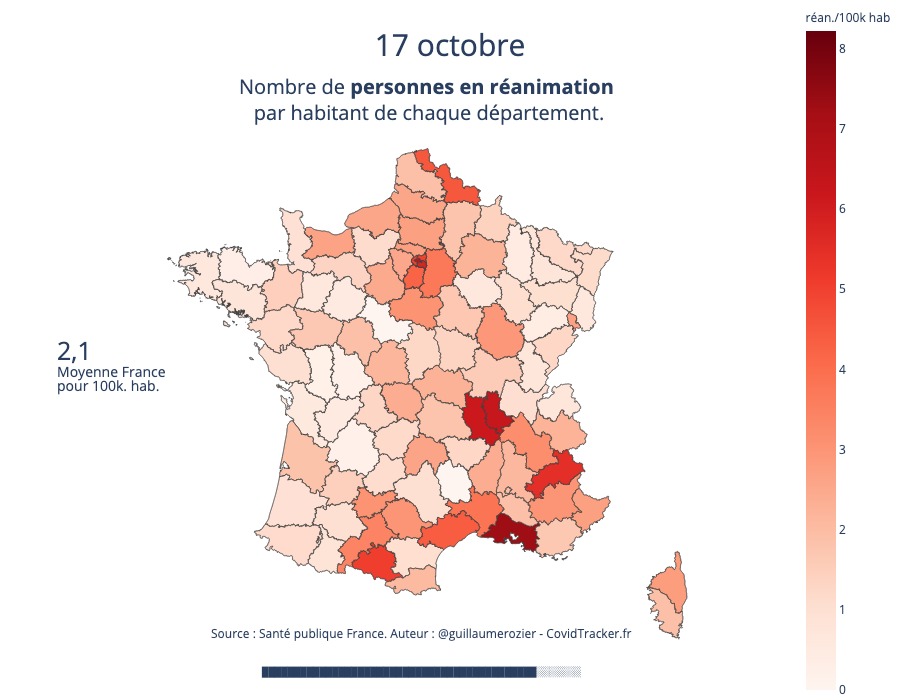 réan./100k hab
17 octobre
Nombre de personnes en réanimation
par habitant de chaque département.
8
7
6
5
4
3
2
1
0
2,1
Moyenne France
pour 100k. hab.
Source : Santé publique France. Auteur : @guillaumerozier - CovidTracker.fr